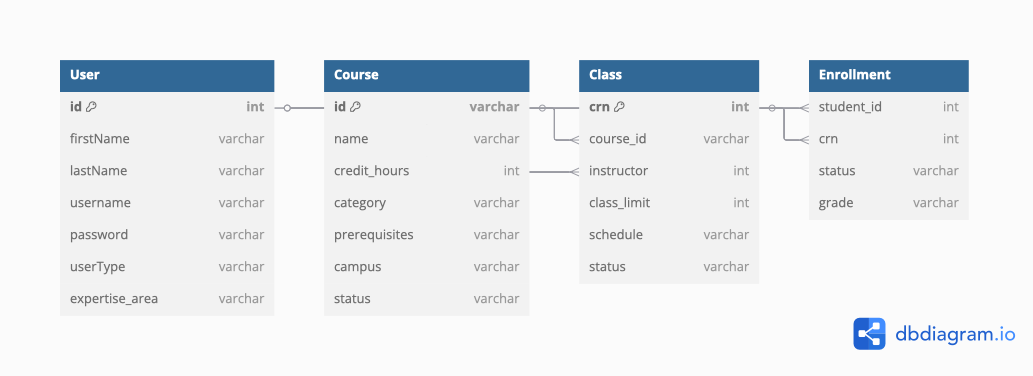 User
id int
firstName varchar
lastName varchar
username varchar
password varchar
userType varchar
expertise_area varchar
Course
id varchar
name varchar
credit_hours int
category varchar
prerequisites varchar
campus varchar
status varchar
Class
crn int
course_id varchar
instructor int
class_limit int
schedule varchar
status varchar
Enrollment
student_id int
crn int
status varchar
grade varchar
dbdiagram.io